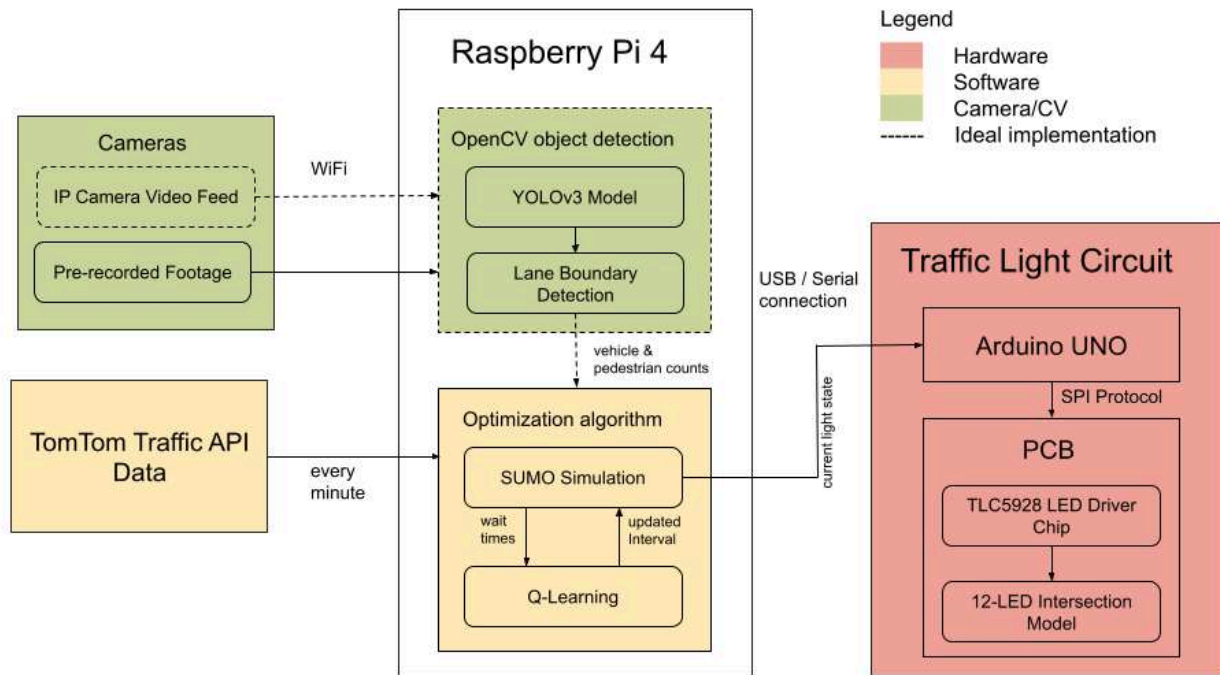 Legend
Hardware
Software
Camera/CV
Ideal implementation
Raspberry Pi 4
Cameras
IP Camera Video Feed
Pre-recorded Footage
WiFi
OpenCV object detection
YOLOv3 Model
Lane Boundary
Detection
vehicle &
pedestrian counts
TomTom Traffic API
Data
every
minute
Optimization algorithm
SUMO Simulation
wait
times
updated
Interval
Q-Learning
USB / Serial
connection
current light state
Traffic Light Circuit
Arduino UNO
SPI Protocol
PCB
TLC5928 LED Driver
Chip
12-LED Intersection
Model